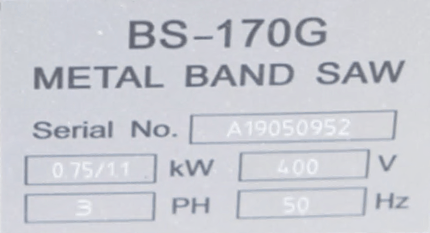 BS-170G
METAL BAND SAW
Serial No. A19050952
0.75/1.1 kW 400 V
3 PH 50 Hz